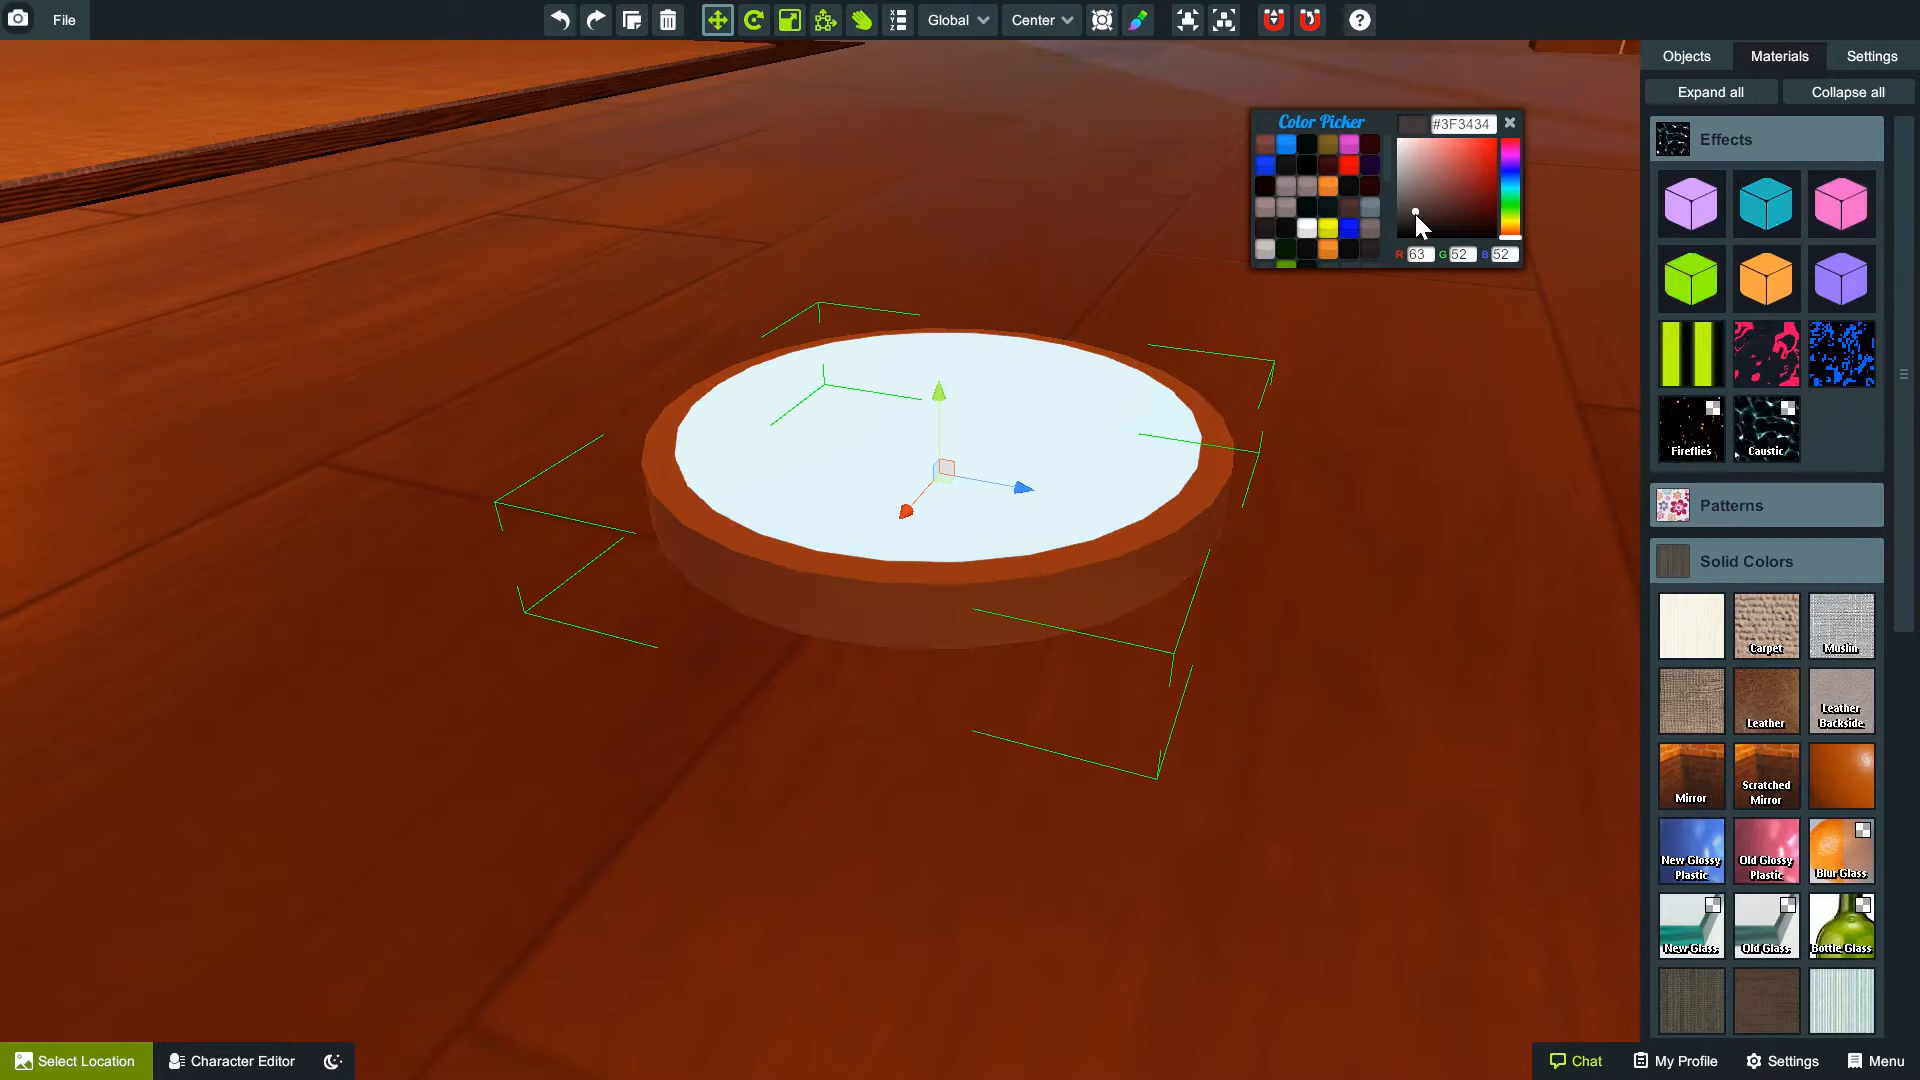 File
Global
Center
Objects
Materials
Settings
Expand all
Collapse all
Color Picker
#3F3434
R 63 G 52 B 52
Effects
Fireflies
Caustic
Patterns
Solid Colors
Carpet
Muslin
Leather
Leather
Backside
Mirror
Scratched
Mirror
New Glossy
Plastic
Old Glossy
Plastic
Blur Glass
New Glass
Old Glass
Bottle Glass
Select Location
Character Editor
Chat
My Profile
Settings
Menu